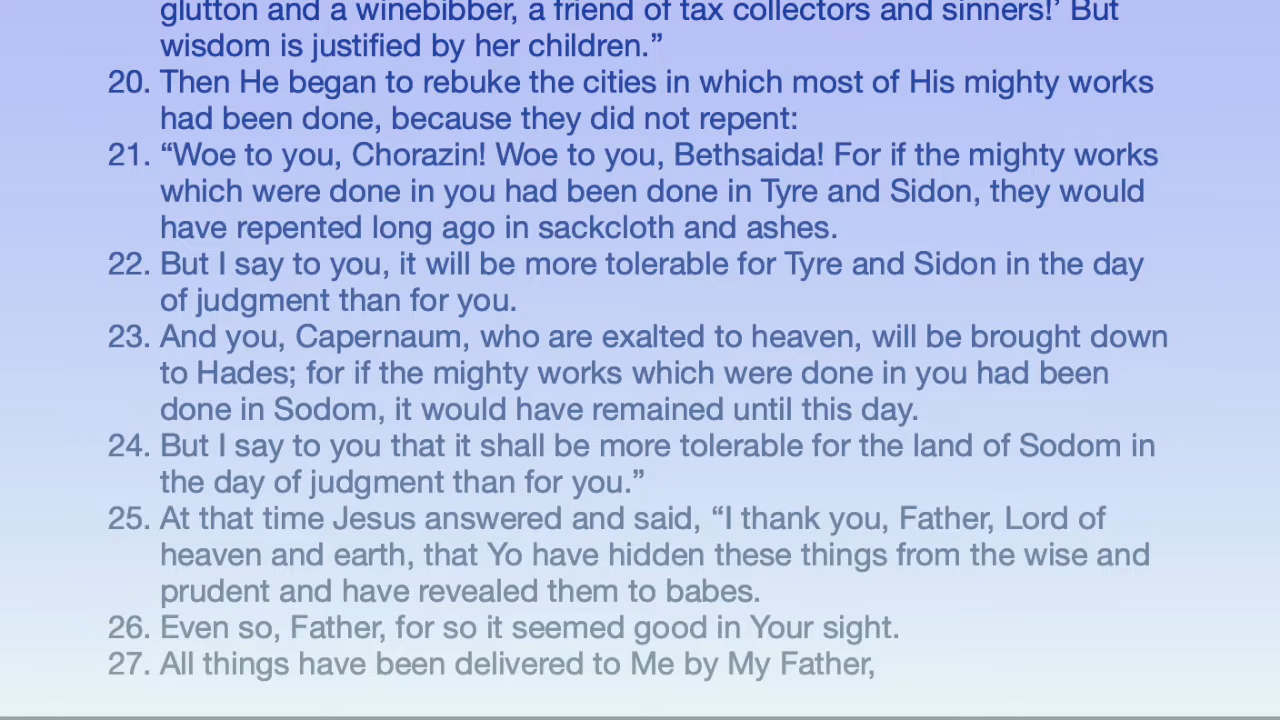 glutton and a winebibber, a friend of tax collectors and sinners!’ But
wisdom is justified by her children.”
20. Then He began to rebuke the cities in which most of His mighty works
had been done, because they did not repent:
21. “Woe to you, Chorazin! Woe to you, Bethsaida! For if the mighty works
which were done in you had been done in Tyre and Sidon, they would
have repented long ago in sackcloth and ashes.
22. But I say to you, it will be more tolerable for Tyre and Sidon in the day
of judgment than for you.
23. And you, Capernaum, who are exalted to heaven, will be brought down
to Hades; for if the mighty works which were done in you had been
done in Sodom, it would have remained until this day.
24. But I say to you that it shall be more tolerable for the land of Sodom in
the day of judgment than for you.”
25. At that time Jesus answered and said, “I thank you, Father, Lord of
heaven and earth, that Yo have hidden these things from the wise and
prudent and have revealed them to babes.
26. Even so, Father, for so it seemed good in Your sight.
27. All things have been delivered to Me by My Father,